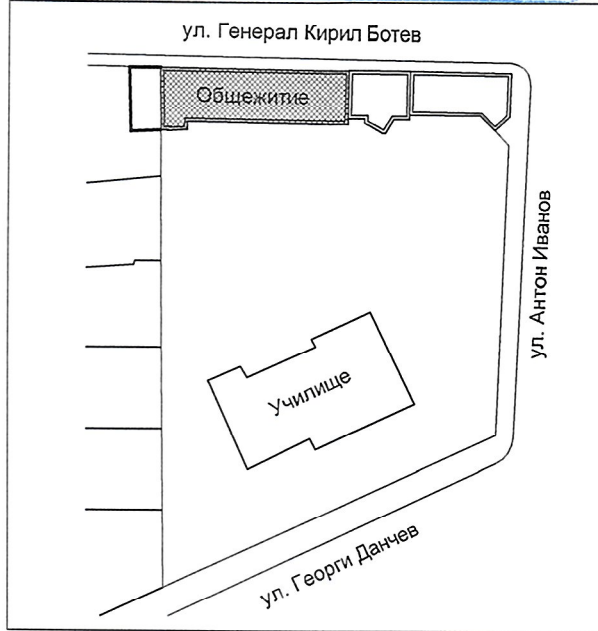 ул. Генерал Кирил Ботев
Общежитие
ул. Антон Иванов
Училище
ул. Георги Данчев